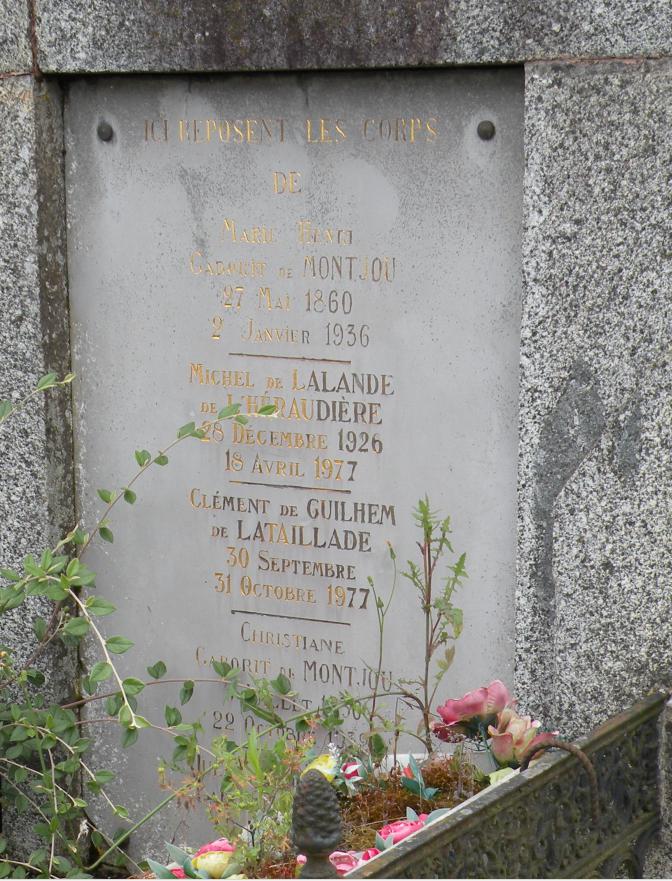 ICI REPOSENT LES CORPS
DE
MARIE HENRI
GABORIT DE MONTJOU
27 MAI 1860
2 JANVIER 1936
MICHEL DE LALANDE
DE L'HÉRAUDIÈRE
28 DÉCEMBRE 1926
18 AVRIL 1977
CLÉMENT DE GUILHEM
DE LATAILLADE
30 SEPTEMBRE
31 OCTOBRE 1977
CHRISTIANE
GABORIT DE MONTJOU
22